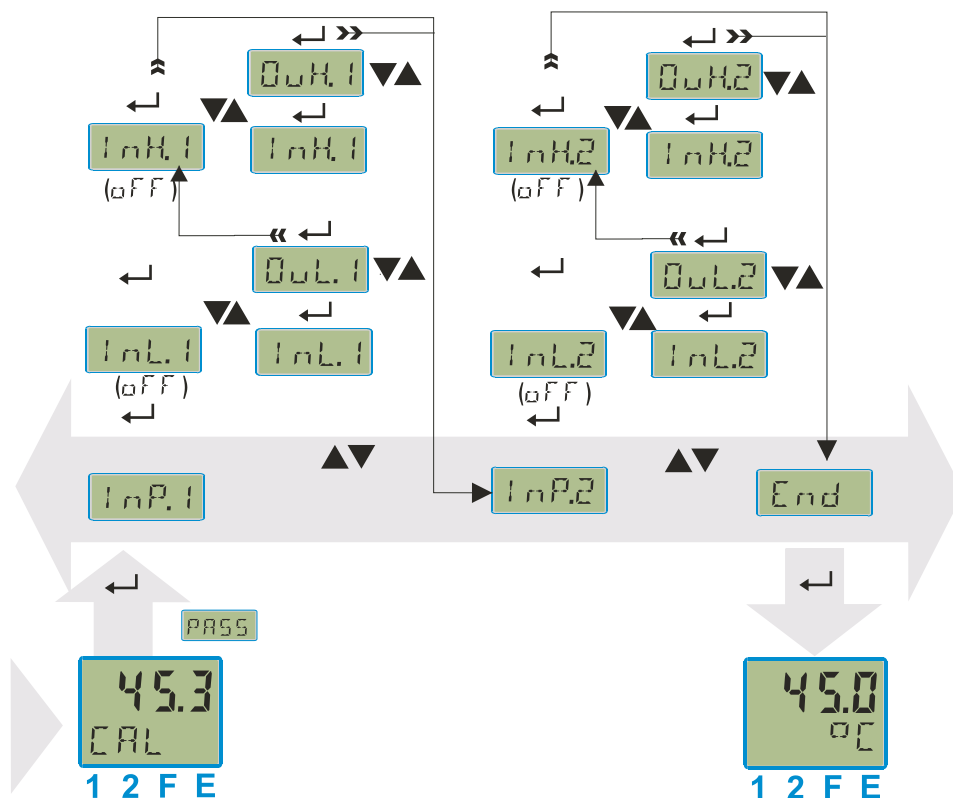 OuH.1
OuH.2
InH.1
InH.1
InH.2
InH.2
(oFF)
(oFF)
OuL.1
OuL.2
InL.1
InL.1
InL.2
InL.2
(oFF)
(oFF)
InP.1
InP.2
End
PASS
45.3
CAL
1 2 F E
45.0
°C
1 2 F E